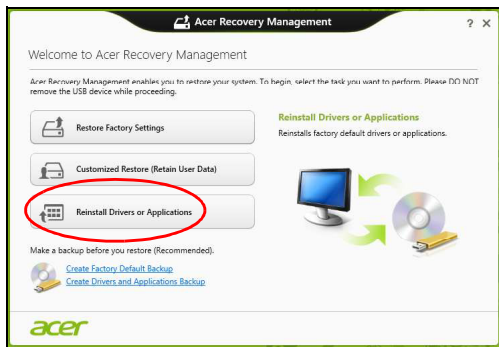 Acer Recovery Management
? X
Welcome to Acer Recovery Management
Acer Recovery Management enables you to restore your system. To begin, select the task you want to perform. Please DO NOT
remove the USB device while proceeding.
Restore Factory Settings
Customized Restore (Retain User Data)
Reinstall Drivers or Applications
Reinstall Drivers or Applications
Reinstalls factory default drivers or applications.
Make a backup before you restore (Recommended).
Create Factory Default Backup
Create Drivers and Applications Backup
acer